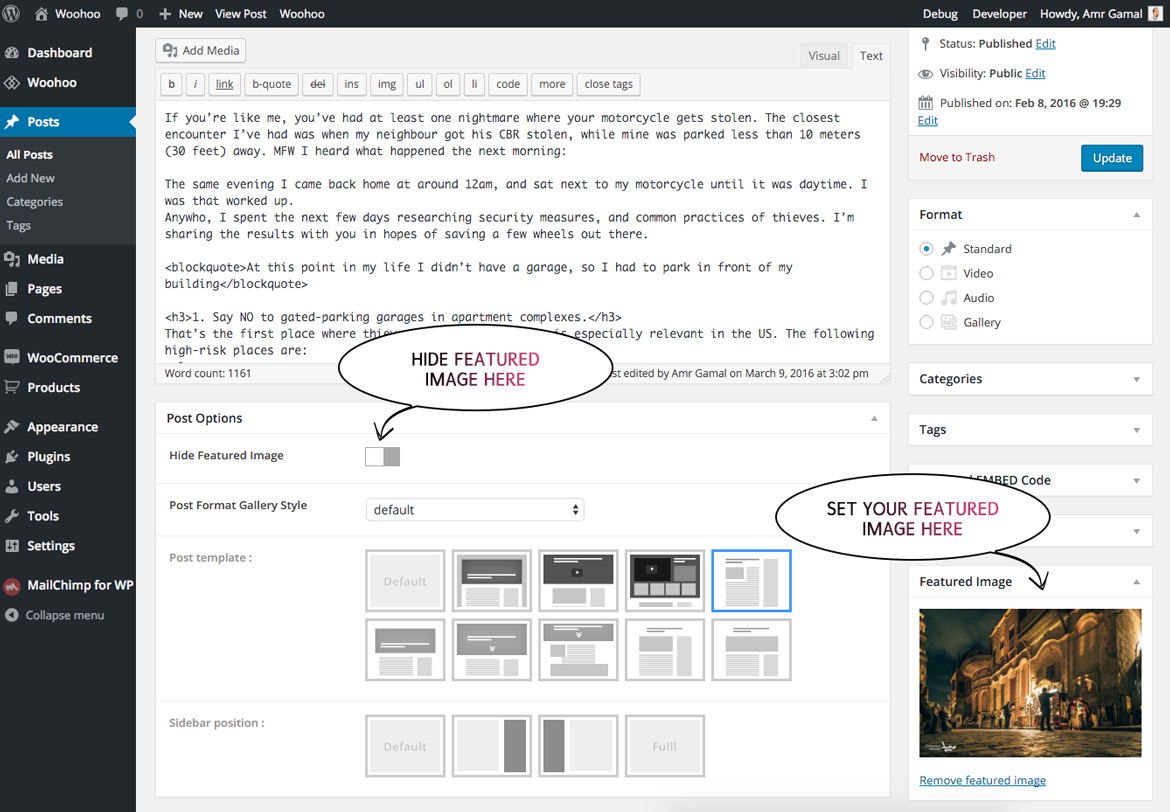 Woohoo
0
New
View Post
Woohoo
Debug
Developer
Howdy, Amr Gamal
Dashboard
Woohoo
Posts
All Posts
Add New
Categories
Tags
Media
Pages
Comments
WooCommerce
Products
Appearance
Plugins
Users
Tools
Settings
MailChimp for WP
Collapse menu
Add Media
Visual
Text
b
i
link
b-quote
del
ins
img
ul
ol
li
code
more
close tags
If you're like me, you've had at least one nightmare where your motorcycle gets stolen. The closest
encounter I've had was when my neighbour got his CBR stolen, while mine was parked less than 10 meters
(30 feet) away. MFW I heard what happened the next morning:
The same evening I came back home at around 12am, and sat next to my motorcycle until it was daytime. I
was that worked up.
Anywho, I spent the next few days researching security measures, and common practices of thieves. I'm
sharing the results with you in hopes of saving a few wheels out there.
<blockquote>At this point in my life I didn't have a garage, so I had to park in front of my
building</blockquote>
<h3>1. Say NO to gated-parking garages in apartment complexes.</h3>
That's the first place where especially relevant in the US. The following
high-risk places are:
Word count: 1161
edited by Amr Gamal on March 9, 2016 at 3:02 pm
HIDE FEATURED
IMAGE HERE
Post Options
Hide Featured Image
Post Format Gallery Style
default
Post template :
Default
Sidebar position :
Default
Fulll
Status: Published Edit
Visibility: Public Edit
Published on: Feb 8, 2016 @ 19:29
Edit
Move to Trash
Update
Format
Standard
Video
Audio
Gallery
Categories
Tags
EMBED Code
SET YOUR FEATURED
IMAGE HERE
Featured Image
Remove featured image